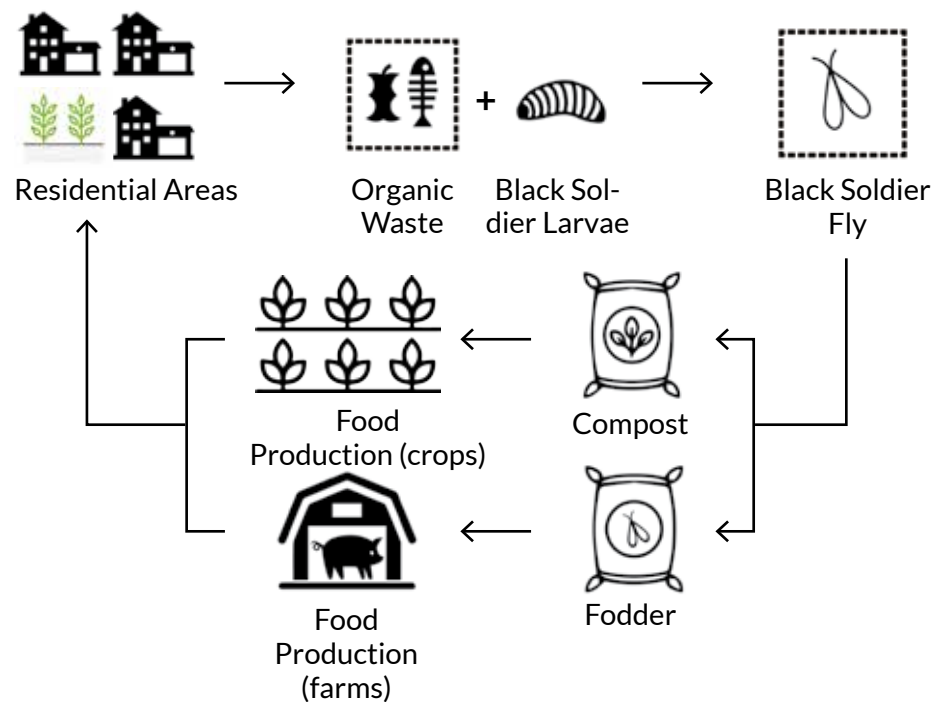 +
Residential Areas
Organic
Waste
Black Sol-
dier Larvae
Black Soldier
Fly
Food
Production (crops)
Compost
Food
Production
(farms)
Fodder